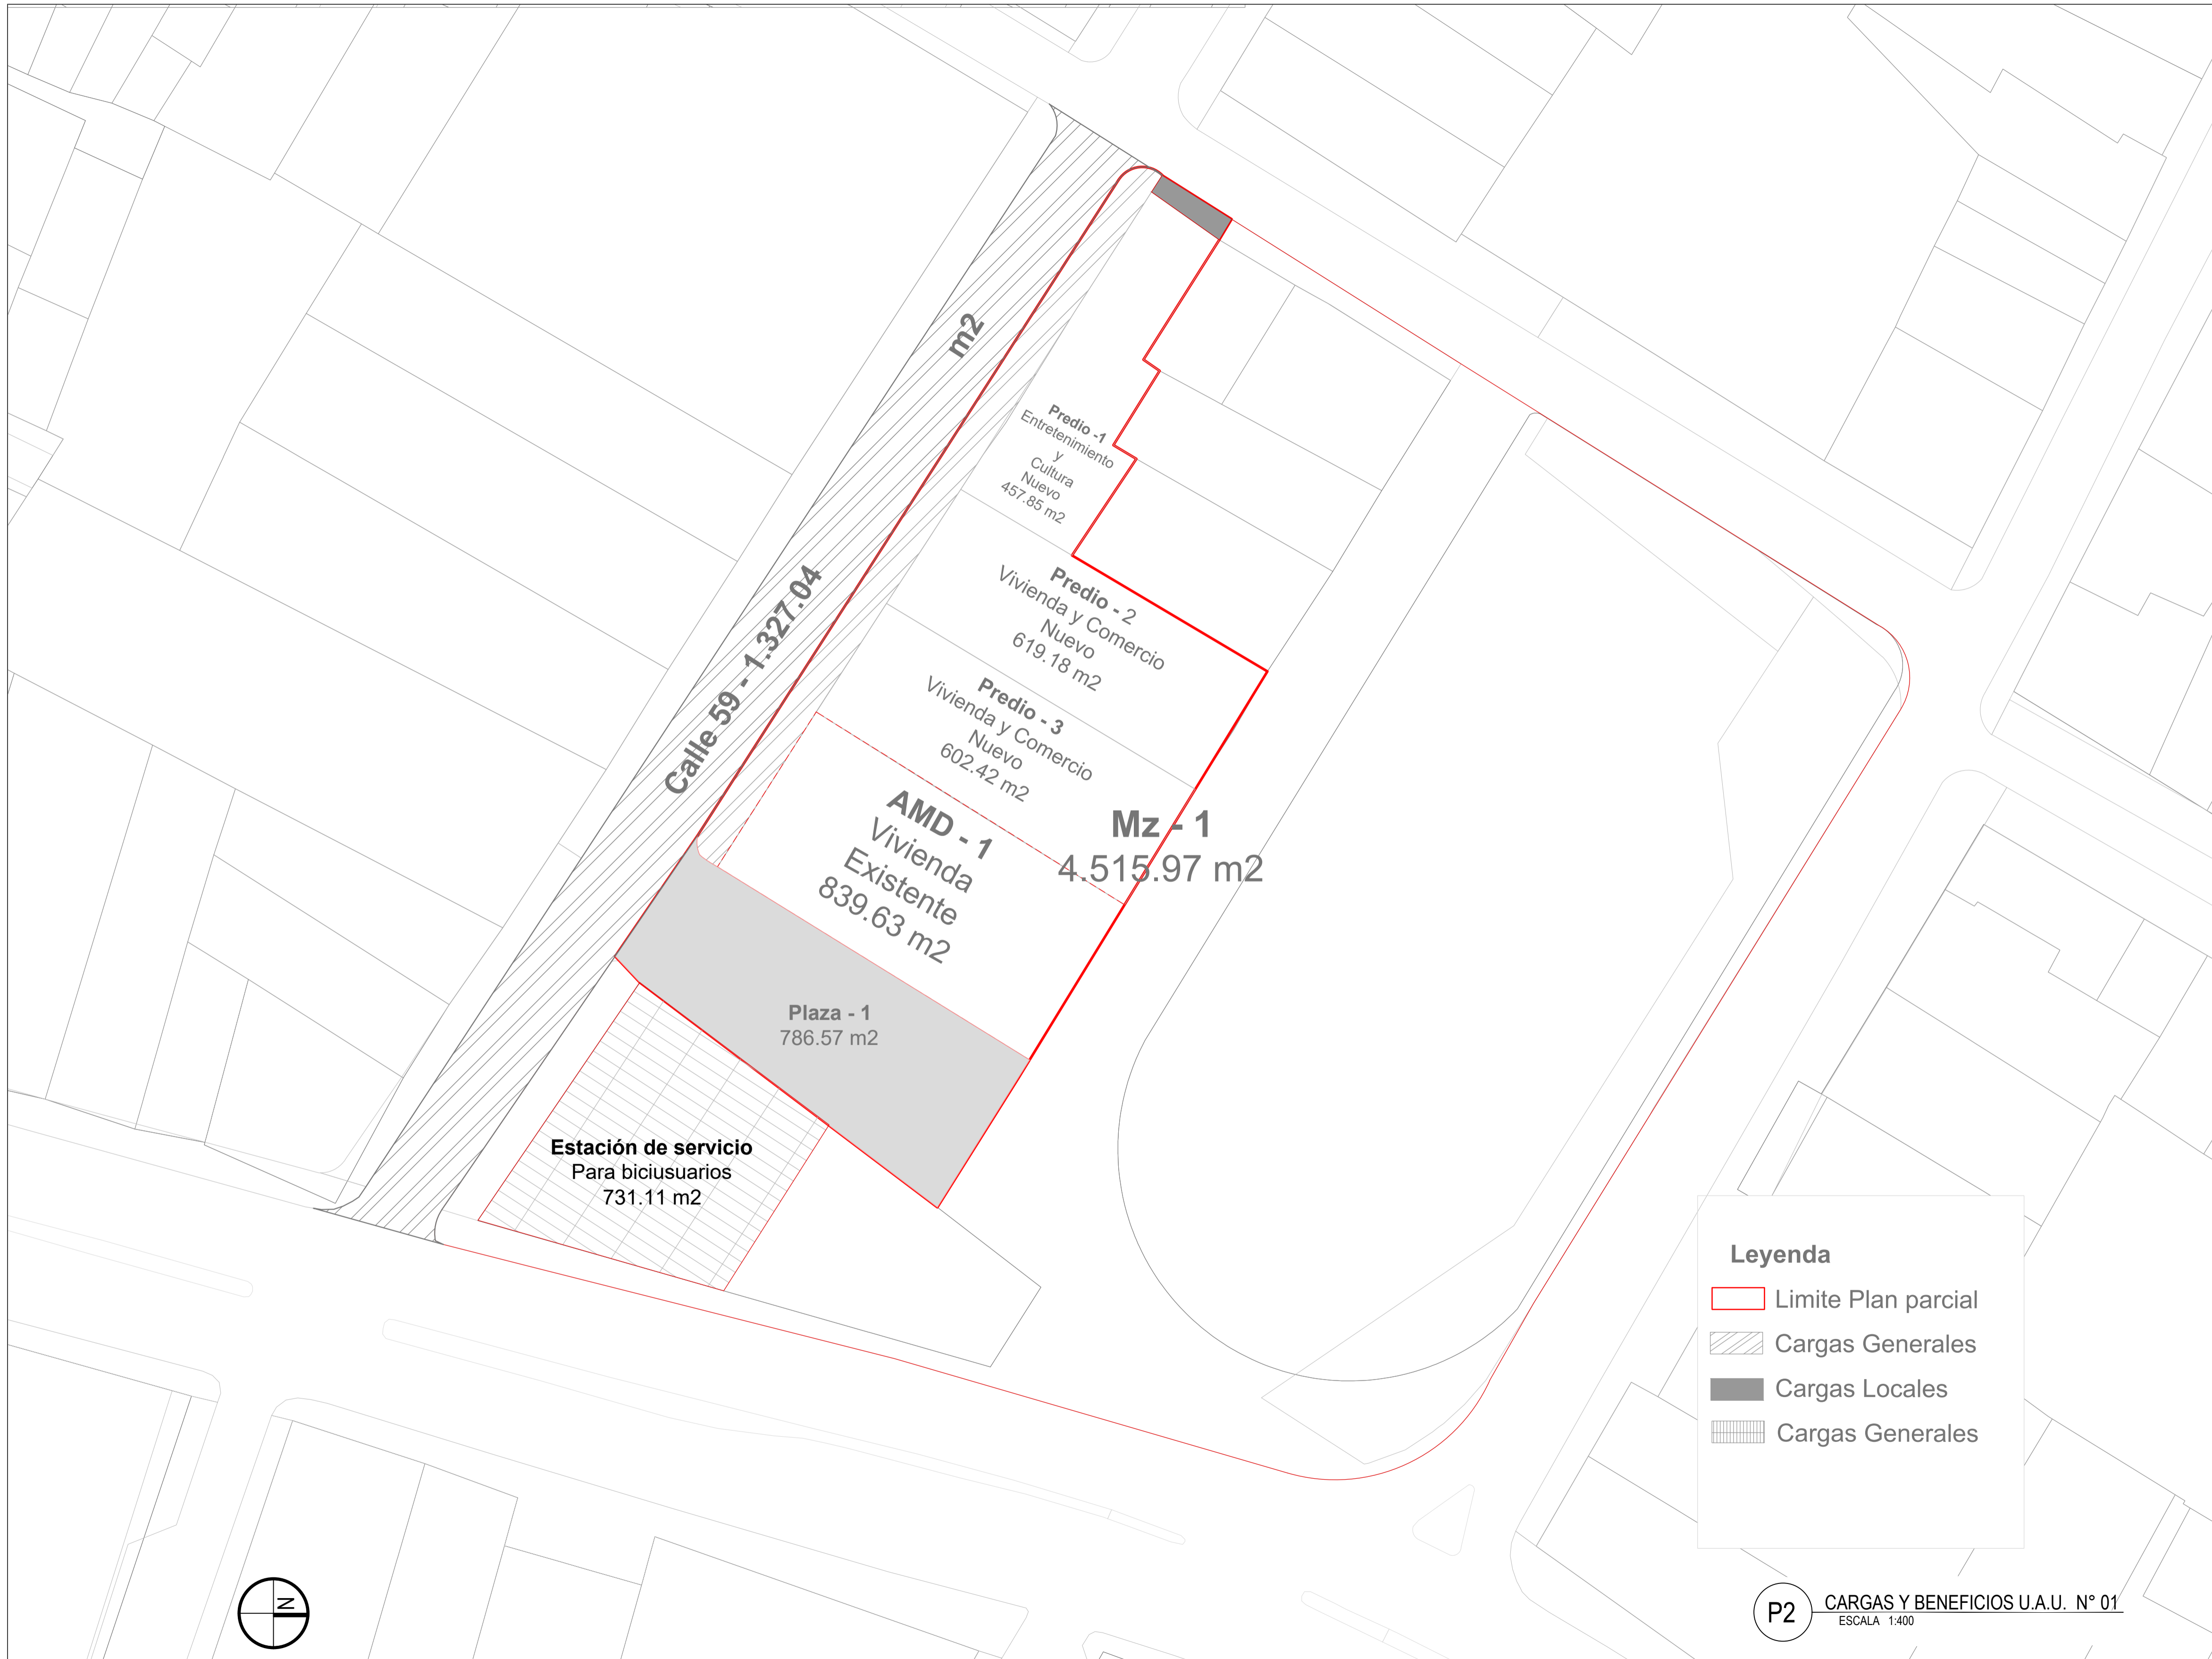 Calle 59 - 1.327.04 m2
Predio -1
Entretenimiento
y
Cultura
Nuevo
457.85 m2
Predio - 2
Vivienda y Comercio
Nuevo
619.18 m2
Predio - 3
Vivienda y Comercio
Nuevo
602.42 m2
AMD - 1
Vivienda
Existente
839.63 m2
Mz - 1
4.515.97 m2
Plaza - 1
786.57 m2
Estación de servicio
Para biciusuarios
731.11 m2
Leyenda
Limite Plan parcial
Cargas Generales
Cargas Locales
Cargas Generales
N
P2
CARGAS Y BENEFICIOS U.A.U. N° 01
ESCALA 1:400